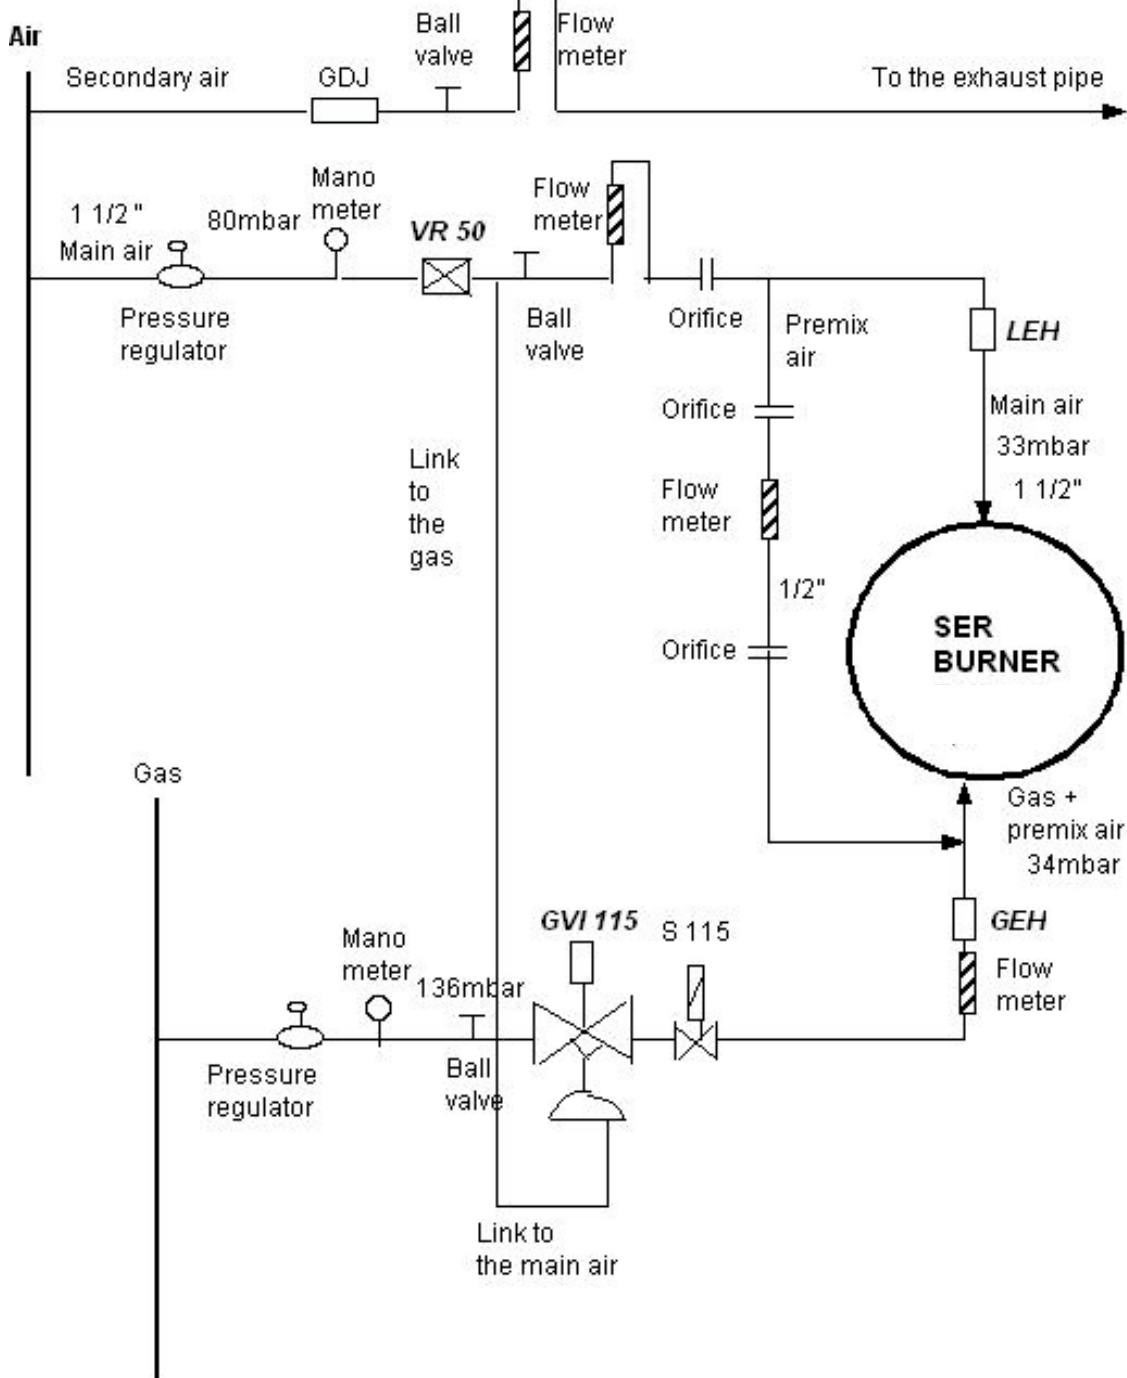 Air
Ball
valve
Flow
meter
Secondary air
GDJ
To the exhaust pipe
1 1/2 "
Main air
80mbar
Mano
meter
VR 50
Flow
meter
Pressure
regulator
Ball
valve
Orifice
Premix
air
LEH
Orifice
Main air
33mbar
1 1/2"
Link
to
the
gas
Flow
meter
1/2"
Orifice
SER
BURNER
Gas
Gas +
premix air
34mbar
GVI 115
S 115
GEH
Mano
meter
136mbar
Flow
meter
Pressure
regulator
Ball
valve
Link to
the main air